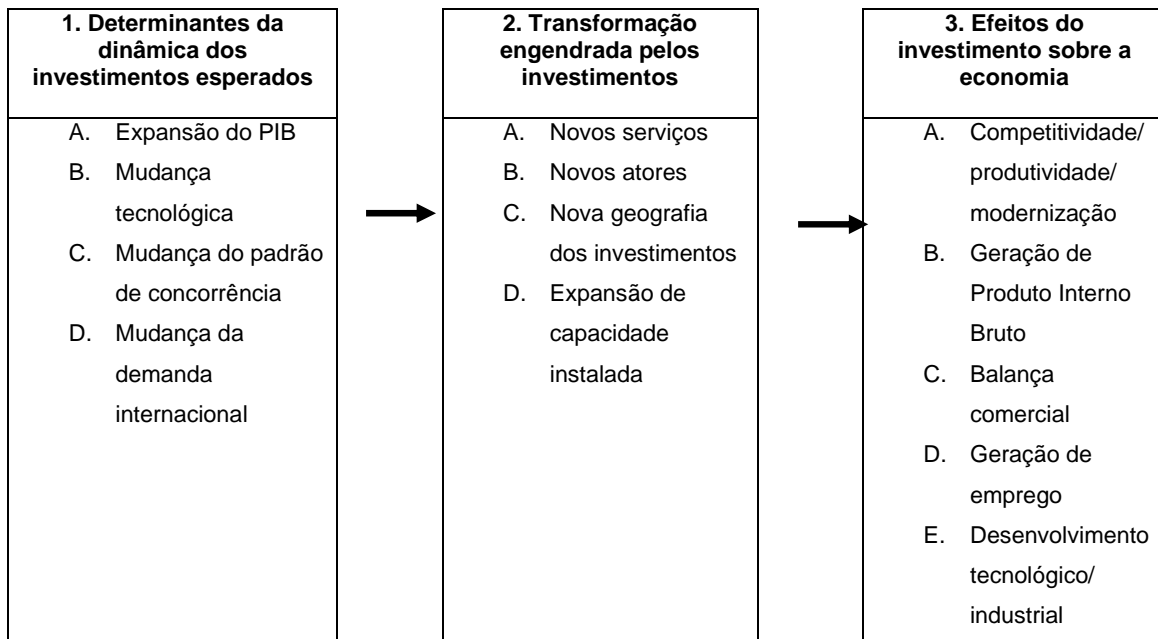 1. Determinantes da
dinâmica dos
investimentos esperados
A. Expansão do PIB
B. Mudança
tecnológica
C. Mudança do padrão
de concorrência
D. Mudança da
demanda
internacional
2. Transformação
engendrada pelos
investimentos
A. Novos serviços
B. Novos atores
C. Nova geografia
dos investimentos
D. Expansão de
capacidade
instalada
3. Efeitos do
investimento sobre a
economia
A. Competitividade/
produtividade/
modernização
B. Geração de
Produto Interno
Bruto
C. Balança
comercial
D. Geração de
emprego
E. Desenvolvimento
tecnológico/
industrial